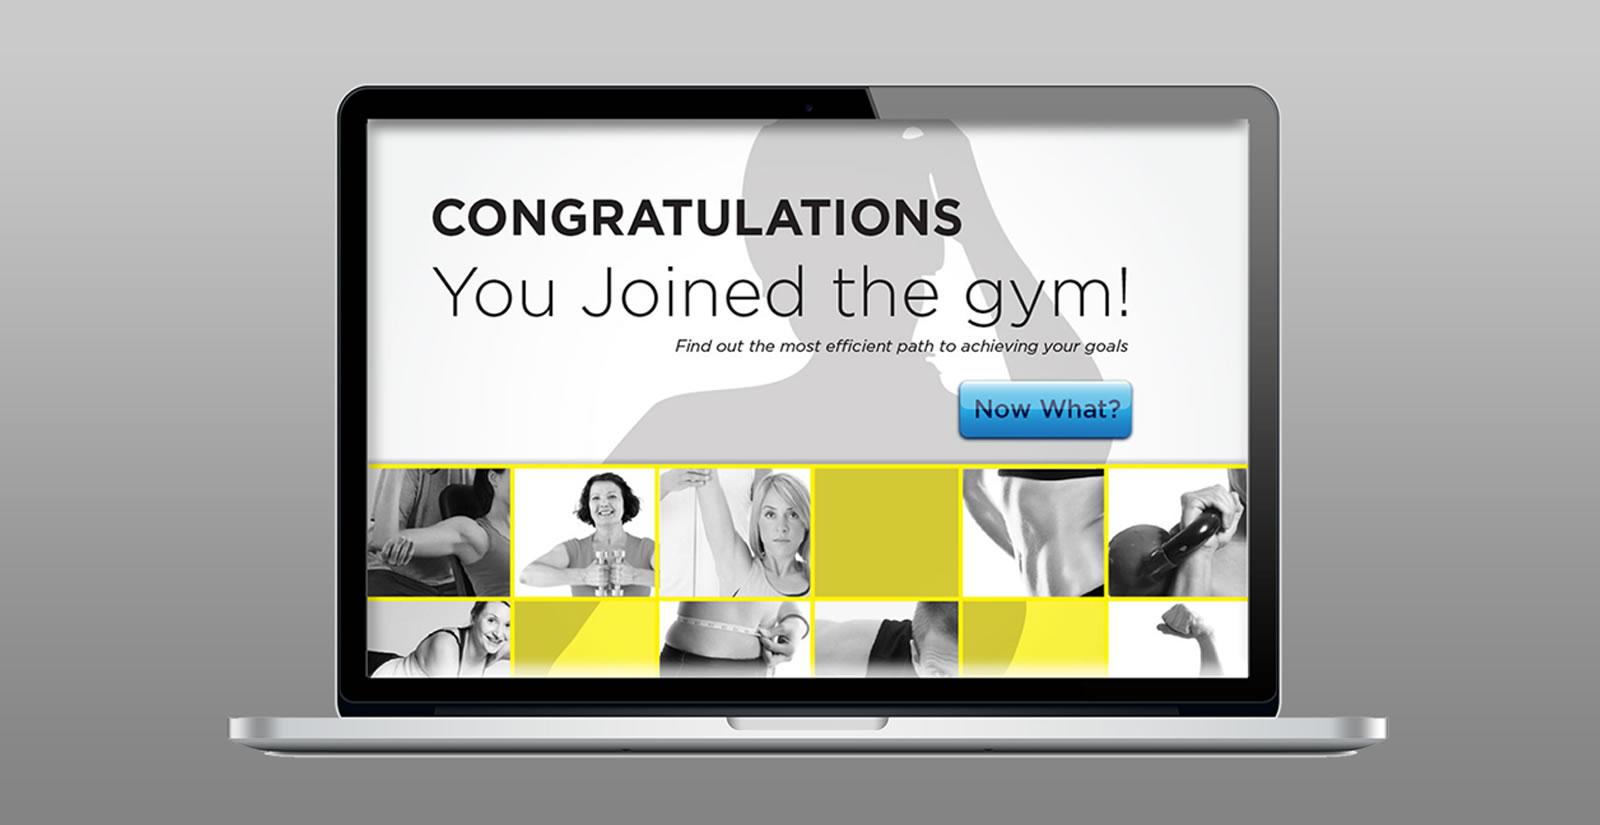 CONGRATULATIONS
You Joined the gym!
Find out the most efficient path to achieving your goals
Now What?